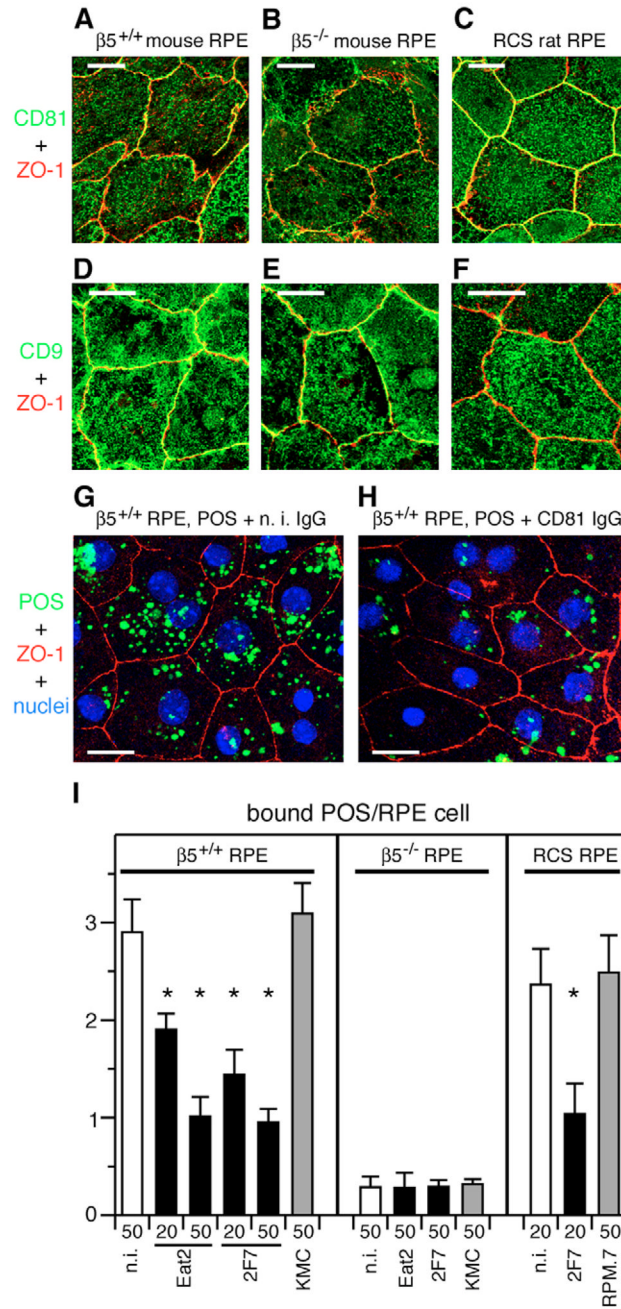 A B C
β5+/+ mouse RPE β5-/- mouse RPE RCS rat RPE
CD81
+
ZO-1
D E F
CD9
+
ZO-1
G H
β5+/+ RPE, POS + n. i. IgG β5+/+ RPE, POS + CD81 IgG
POS
+
ZO-1
+
nuclei
I
bound POS/RPE cell
β5+/+ RPE β5-/- RPE RCS RPE
3
* * * * *
2
1
0
50 20 50 20 50 50 50 50 50 50 20 20 50
n.i. Eat2 2F7 KMC n.i. Eat2 2F7 KMC n.i. 2F7 RPM.7